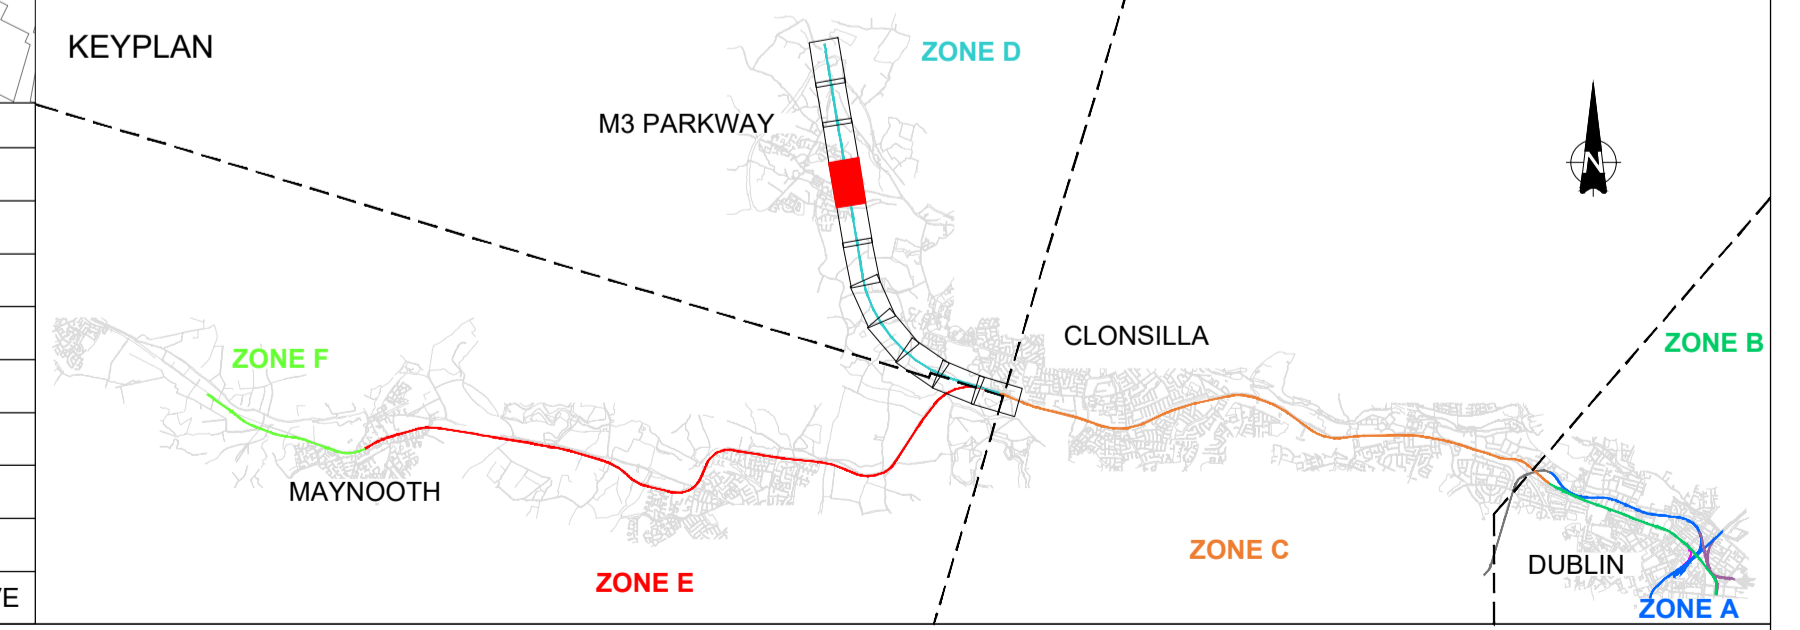 KEYPLAN
ZONE D
M3 PARKWAY
N
CLONSILLA
ZONE B
ZONE F
MAYNOOTH
ZONE C
DUBLIN
ZONE E
ZONE A